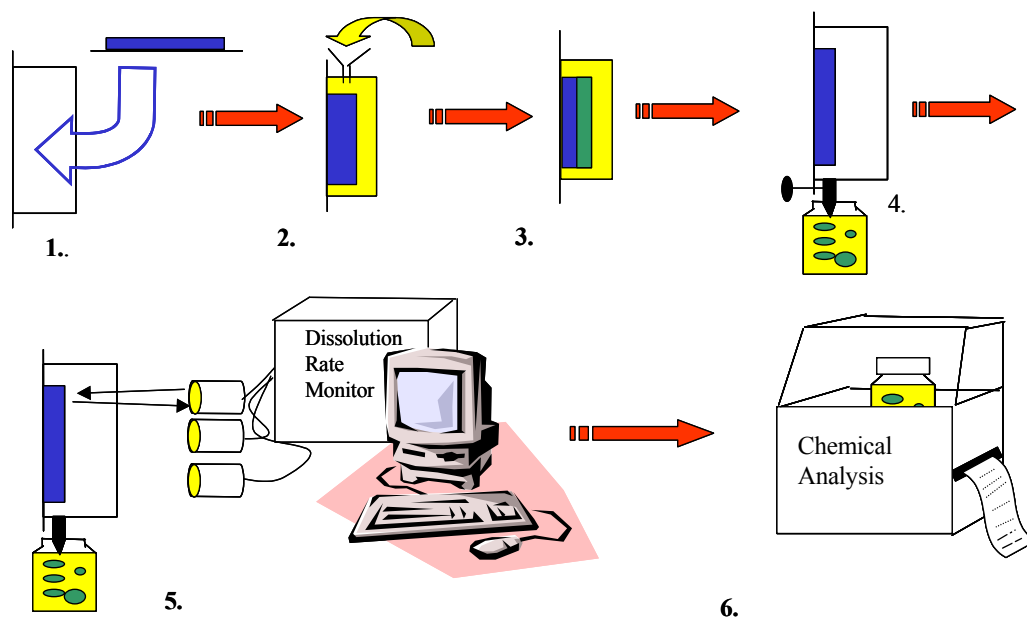 1..
2.
3.
4.
Dissolution
Rate
Monitor
5.
Chemical
Analysis
6.